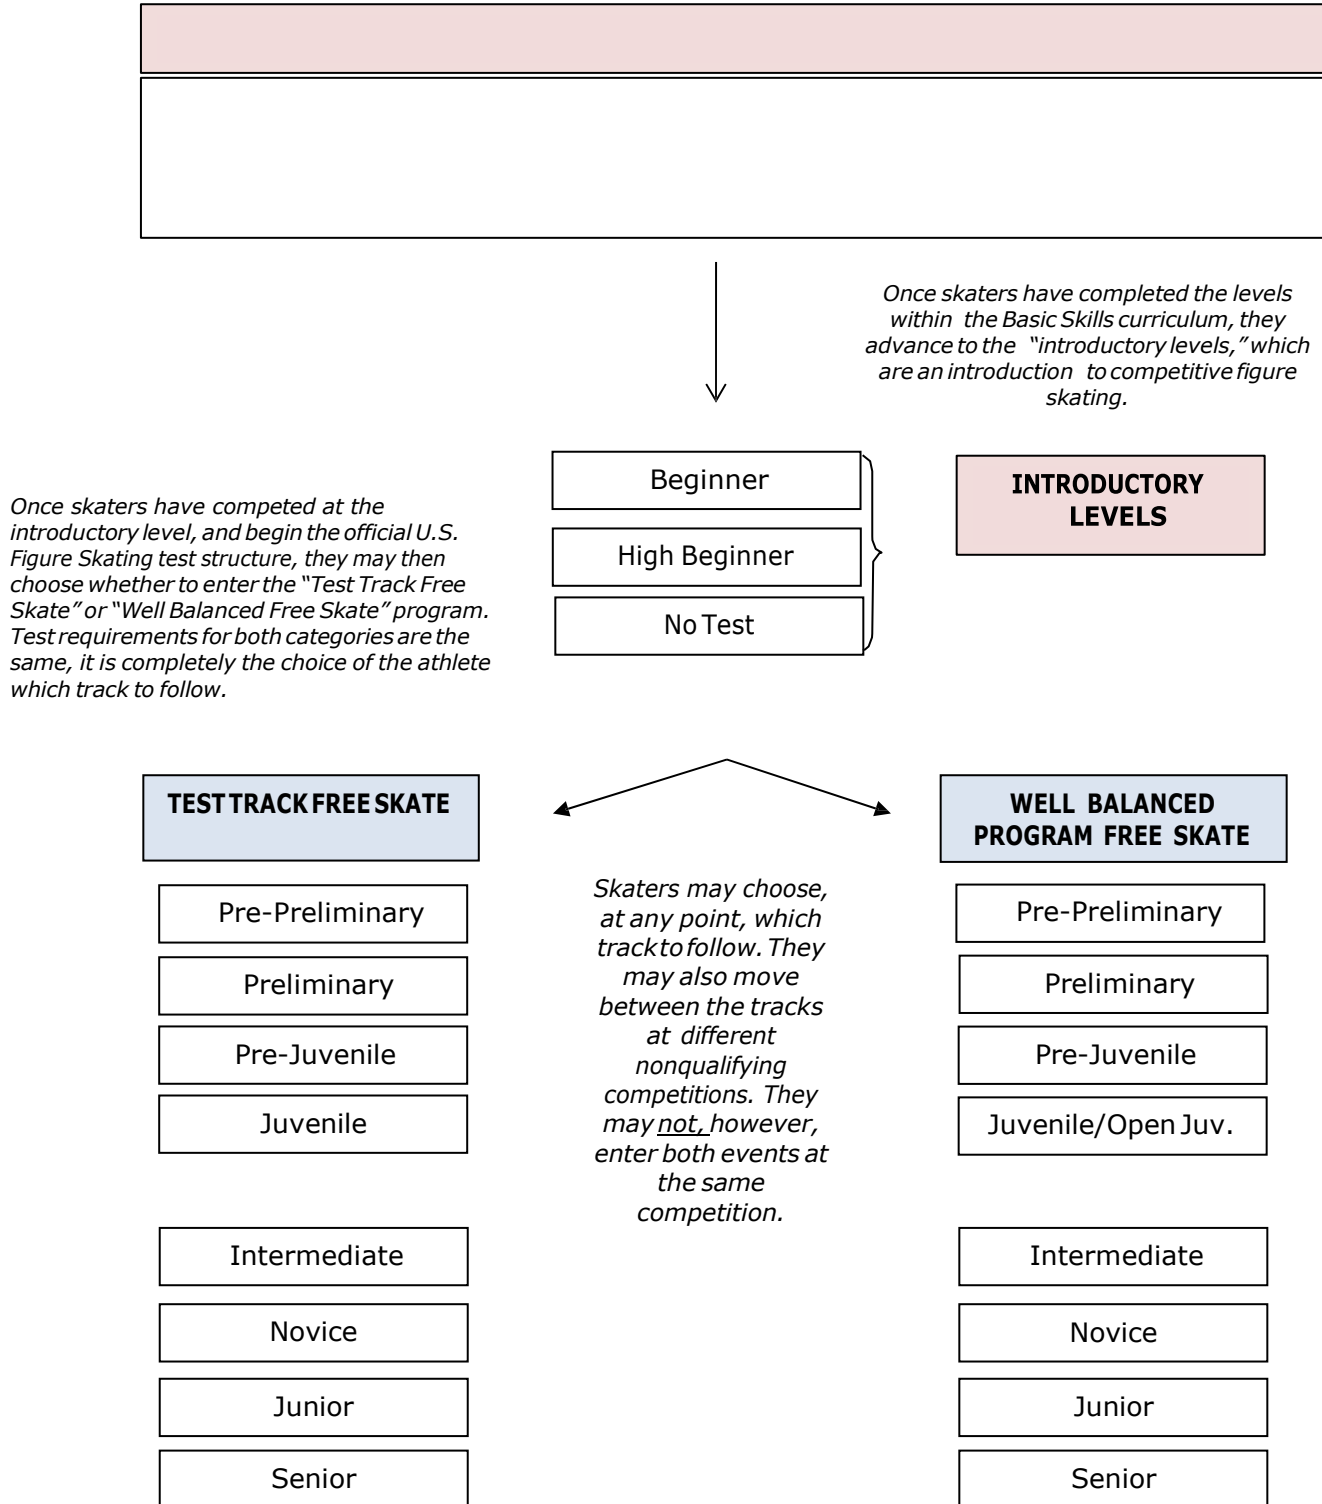 Once skaters have completed the levels
within the Basic Skills curriculum, they
advance to the “introductory levels,” which
are an introduction to competitive figure
skating.
Beginner
High Beginner
No Test
INTRODUCTORY
LEVELS
Once skaters have competed at the
introductory level, and begin the official U.S.
Figure Skating test structure, they may then
choose whether to enter the “Test Track Free
Skate” or “Well Balanced Free Skate” program.
Test requirements for both categories are the
same, it is completely the choice of the athlete
which track to follow.
TEST TRACK FREE SKATE
Pre-Preliminary
Preliminary
Pre-Juvenile
Juvenile
Intermediate
Novice
Junior
Senior
Skaters may choose,
at any point, which
track to follow. They
may also move
between the tracks
at different
nonqualifying
competitions. They
may not, however,
enter both events at
the same
competition.
WELL BALANCED
PROGRAM FREE SKATE
Pre-Preliminary
Preliminary
Pre-Juvenile
Juvenile/Open Juv.
Intermediate
Novice
Junior
Senior